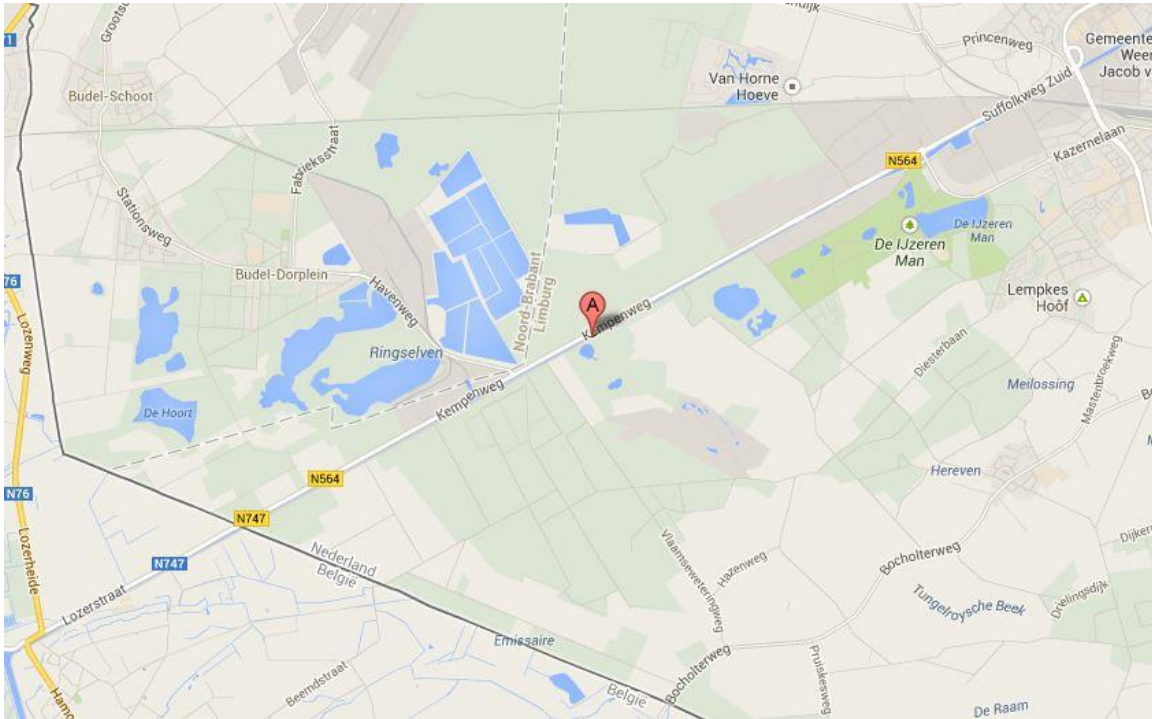 Grootsc
Budel-Schoot
Fabrieksstraat
Stationsweg
Budel-Dorplein
Havenweg
Ringselven
De Hoort
N76
Lozenweg
N76
Lozerheide
Lozerstraat
N747
N747
N564
Kempenweg
Noord-Brabant
Limburg
A
Kempenweg
Van Horne
Hoeve
Princenweg
Gemeente
Weer
Jacob v
Suffolkweg Zuid
Kazernelaan
N564
De IJzeren
Man
De IJzeren
Man
Lempkes
Hoôf
Diesterbaan
Meilossing
Mastenbroekweg
Hereven
Bocholterweg
Vlaamseweteringweg
Hazenweg
Tungelroysche Beek
Drielingsdijk
Dijker
Nederland
België
Emissaire
Beemdstraat
België
Bocholterweg
Pruiskesweg
De Raam
Hamo